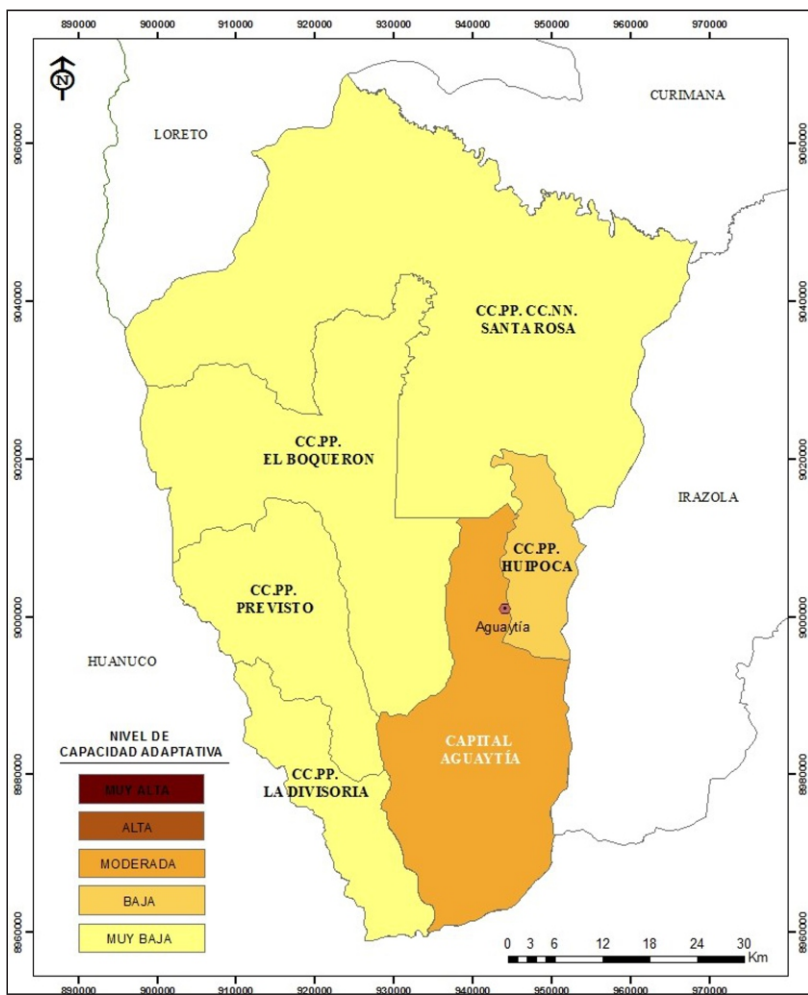 890000 900000 910000 920000 930000 940000 950000 960000 970000
N
CURIMANA
LORETO
9060000
9060000
9040000
9040000
CC.PP. CC.NN.
SANTA ROSA
CC.PP.
EL BOQUERON
9020000
9020000
IRAZOLA
CC.PP.
HUIPOCA
CC.PP.
PREVISTO
9000000
9000000
Aguaytía
HUANUCO
NIVEL DE
CAPACIDAD ADAPTATIVA
CAPITAL
AGUAYTÍA
8980000
8980000
CC.PP.
LA DIVISORIA
MUY ALTA
ALTA
MODERADA
BAJA
MUY BAJA
8960000
8960000
0 3 6 12 18 24 30
Km
890000 900000 910000 920000 930000 940000 950000 960000 970000